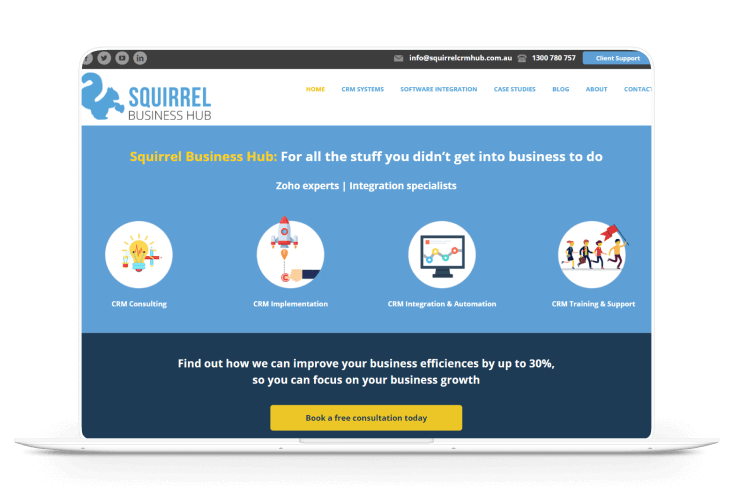 info@squirrelcrmhub.com.au 1300 780 757 Client Support
SQUIRREL
BUSINESS HUB
HOME CRM SYSTEMS SOFTWARE INTEGRATION CASE STUDIES BLOG ABOUT CONTACT
Squirrel Business Hub: For all the stuff you didn't get into business to do
Zoho experts | Integration specialists
CRM Consulting CRM Implementation CRM Integration & Automation CRM Training & Support
Find out how we can improve your business efficiences by up to 30%,
so you can focus on your business growth
Book a free consultation today